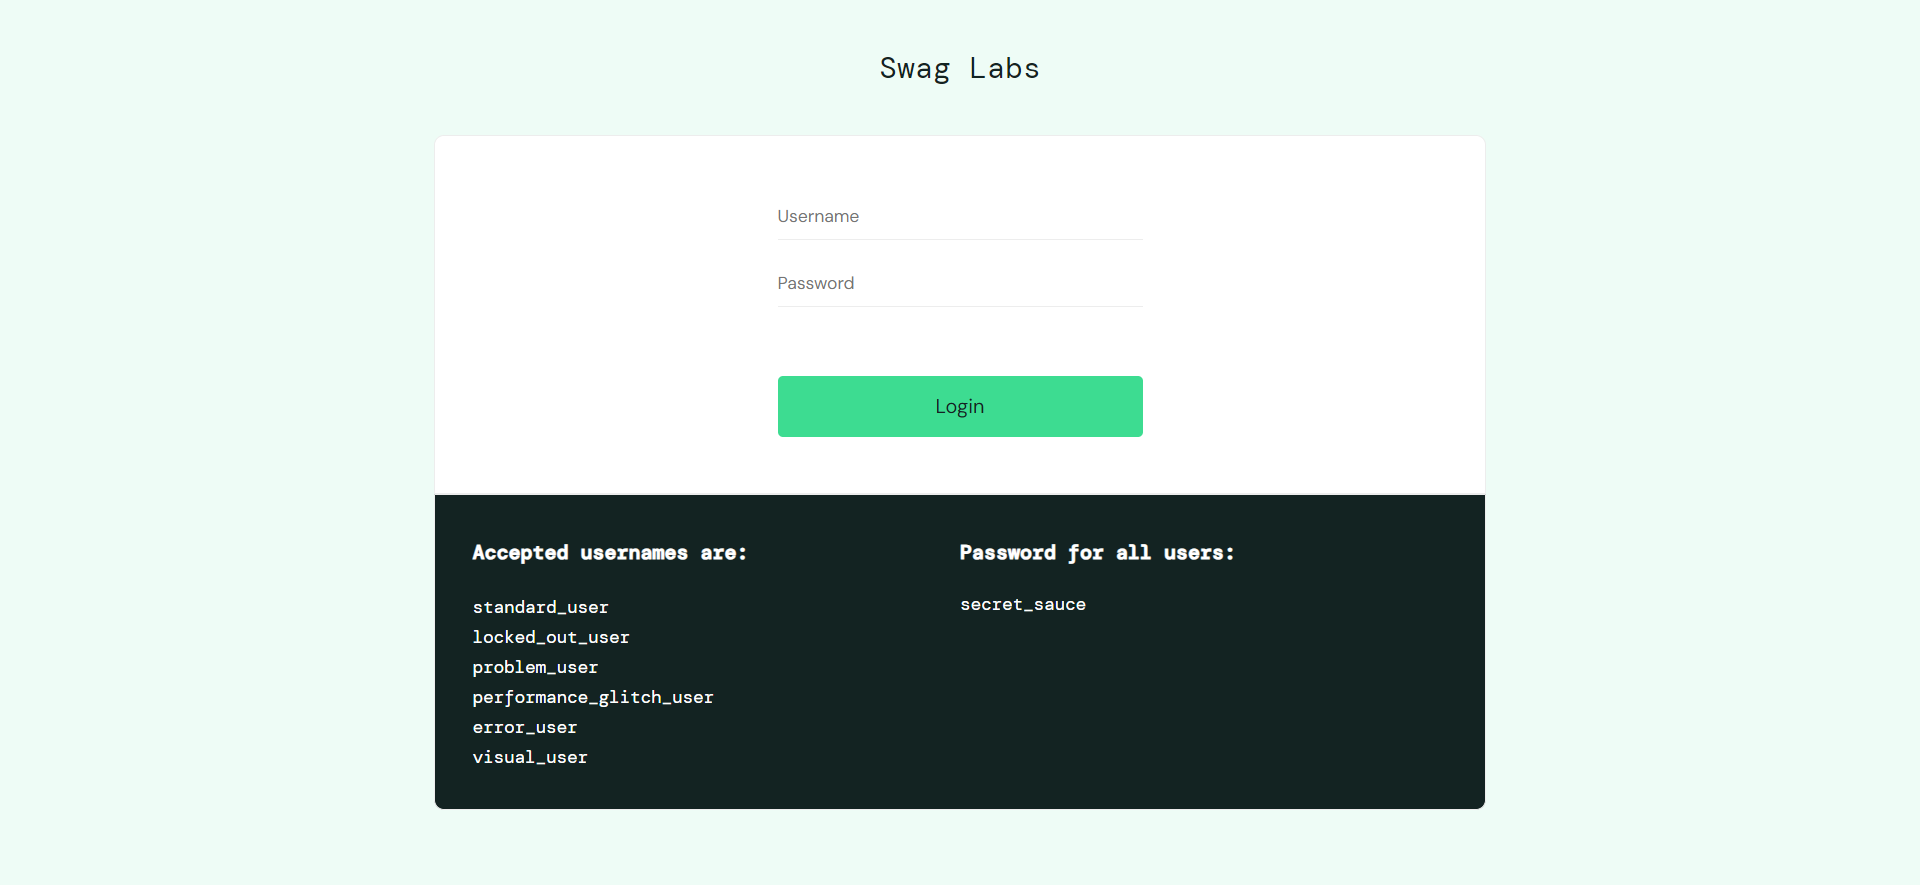 Swag Labs
Username
Password
Login
Accepted usernames are:
standard_user
locked_out_user
problem_user
performance_glitch_user
error_user
visual_user
Password for all users:
secret_sauce